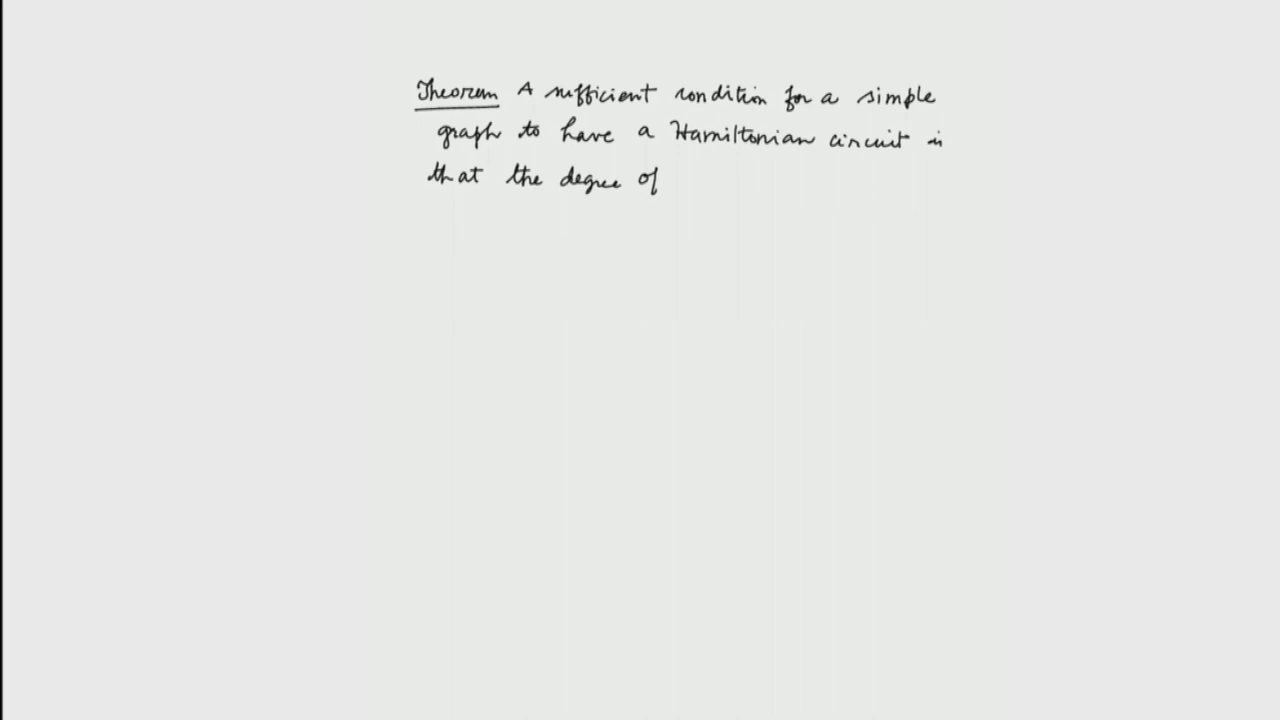 Theorem A sufficient condition for a simple
graph to have a Hamiltonian circuit is
that the degree of